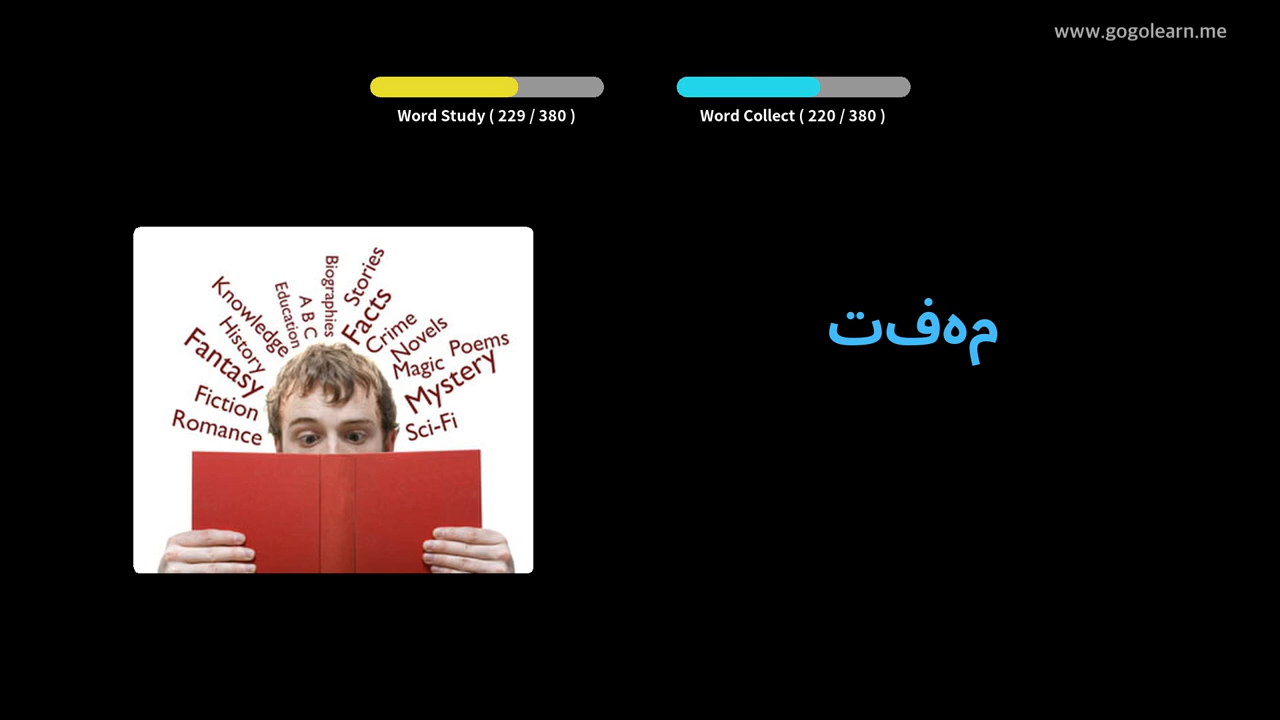 www.gogolearn.me
Word Study ( 229 / 380 )
Word Collect ( 220 / 380 )
Knowledge
History
Fantasy
Fiction
Romance
Education
A B C
Biographies
Stories
Facts
Crime
Novels
Magic
Poems
Mystery
Sci-Fi
مهفت